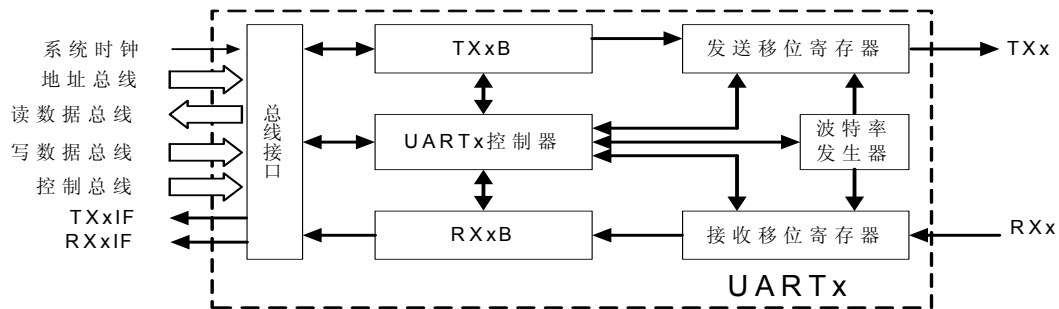 系统时钟
地址总线
读数据总线
写数据总线
控制总线
TXxIF
RXxIF
总线接口
TXxB
UARTx控制器
RXxB
发送移位寄存器
波特率
发生器
接收移位寄存器
TXx
RXx
UARTx